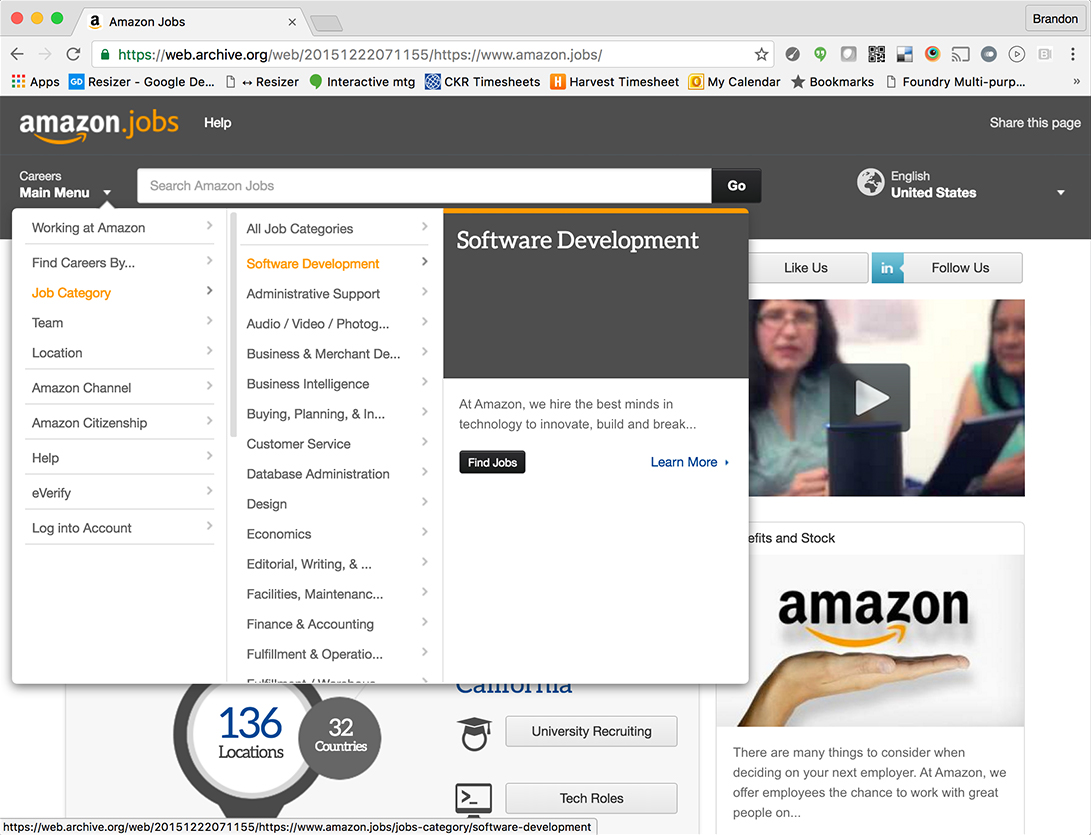 Amazon Jobs
Brandon
https://web.archive.org/web/20151222071155/https://www.amazon.jobs/
Apps
GD Resizer - Google De...
↔ Resizer
Interactive mtg
CKR Timesheets
H Harvest Timesheet
My Calendar
Bookmarks
Foundry Multi-purp...
»
amazon.jobs
Help
Share this page
Careers
Main Menu
Search Amazon Jobs
Go
English
United States
Working at Amazon
Find Careers By...
Job Category
Team
Location
Amazon Channel
Amazon Citizenship
Help
eVerify
Log into Account
All Job Categories
Software Development
Administrative Support
Audio / Video / Photog...
Business & Merchant De...
Business Intelligence
Buying, Planning, & In...
Customer Service
Database Administration
Design
Economics
Editorial, Writing, & ...
Facilities, Maintenanc...
Finance & Accounting
Fulfillment & Operatio...
Software Development
At Amazon, we hire the best minds in
technology to innovate, build and break...
Find Jobs
Learn More
Like Us
in
Follow Us
efits and Stock
amazon
There are many things to consider when
deciding on your next employer. At Amazon, we
offer employees the chance to work with great
people on...
136
Locations
32
Countries
California
University Recruiting
Tech Roles
https://web.archive.org/web/20151222071155/https://www.amazon.jobs/jobs-category/software-development